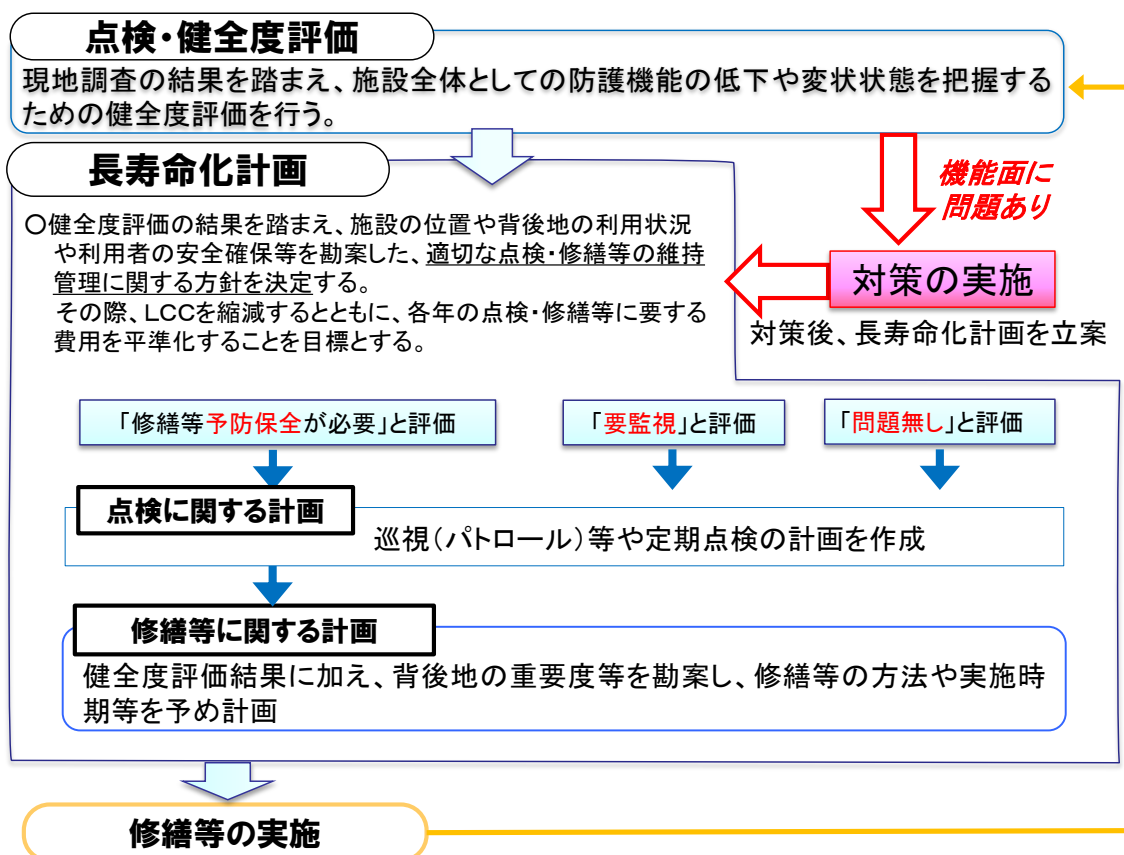 点検・健全度評価
現地調査の結果を踏まえ、施設全体としての防護機能の低下や変状状態を把握する
ための健全度評価を行う。
機能面に
問題あり
対策の実施
対策後、長寿命化計画を立案
長寿命化計画
○健全度評価の結果を踏まえ、施設の位置や背後地の利用状況
や利用者の安全確保等を勘案した、適切な点検・修繕等の維持
管理に関する方針を決定する。
その際、LCCを縮減するとともに、各年の点検・修繕等に要する
費用を平準化することを目標とする。
「修繕等予防保全が必要」と評価
「要監視」と評価
「問題無し」と評価
点検に関する計画
巡視(パトロール)等や定期点検の計画を作成
修繕等に関する計画
健全度評価結果に加え、背後地の重要度等を勘案し、修繕等の方法や実施時
期等を予め計画
修繕等の実施